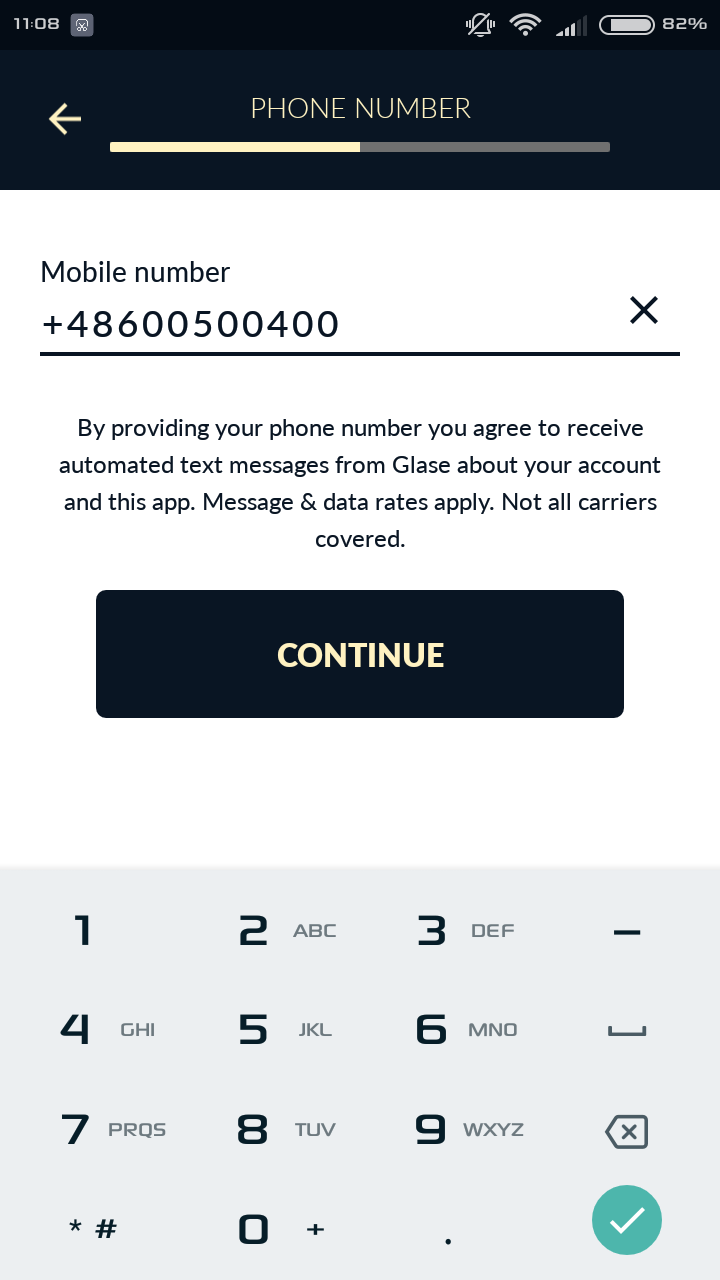 11:08 82%
PHONE NUMBER
Mobile number
+48600500400
By providing your phone number you agree to receive
automated text messages from Glase about your account
and this app. Message & data rates apply. Not all carriers
covered.
CONTINUE
1 2 ABC 3 DEF –
4 GHI 5 JKL 6 MNO
7 PRQS 8 TUV 9 WXYZ
* # 0 + .